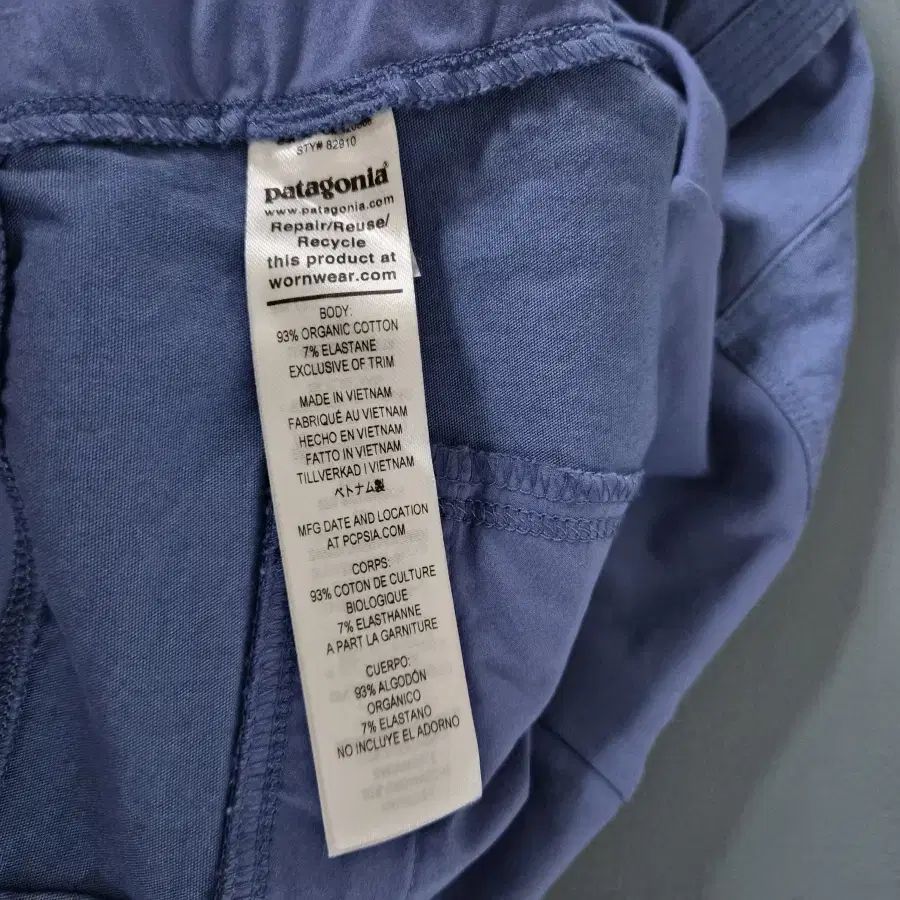 STY# 82910
patagonia®
www.patagonia.com
Repair/Reuse/
Recycle
this product at
wornwear.com
BODY:
93% ORGANIC COTTON
7% ELASTANE
EXCLUSIVE OF TRIM
MADE IN VIETNAM
FABRIQUÉ AU VIETNAM
HECHO EN VIETNAM
FATTO IN VIETNAM
TILLVERKAD I VIETNAM
ベトナム製
MFG DATE AND LOCATION
AT PCPSIA.COM
CORPS:
93% COTON DE CULTURE
BIOLOGIQUE
7% ELASTHANNE
A PART LA GARNITURE
CUERPO:
93% ALGODÓN
ORGÁNICO
7% ELASTANO
NO INCLUYE EL ADORNO